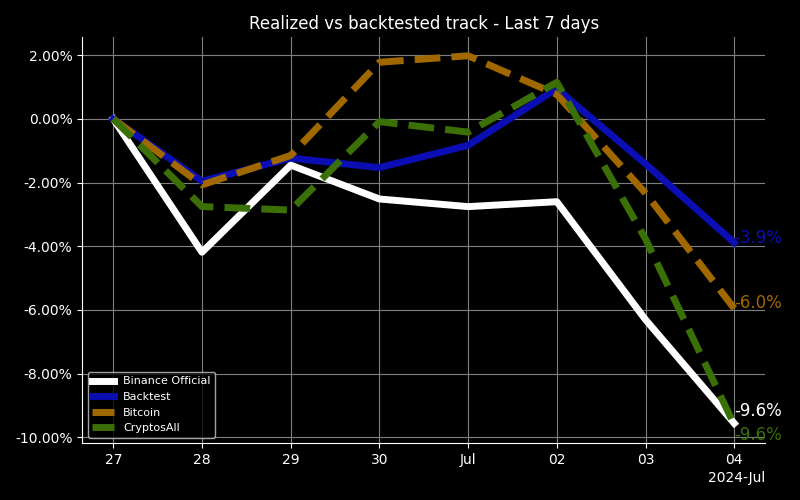 Realized vs backtested track - Last 7 days
2.00%
0.00%
-2.00%
-4.00%
-6.00%
-8.00%
-10.00%
-3.9%
-6.0%
-9.6%
-9.6%
Binance Official
Backtest
Bitcoin
CryptosAll
27 28 29 30 Jul 02 03 04
2024-Jul